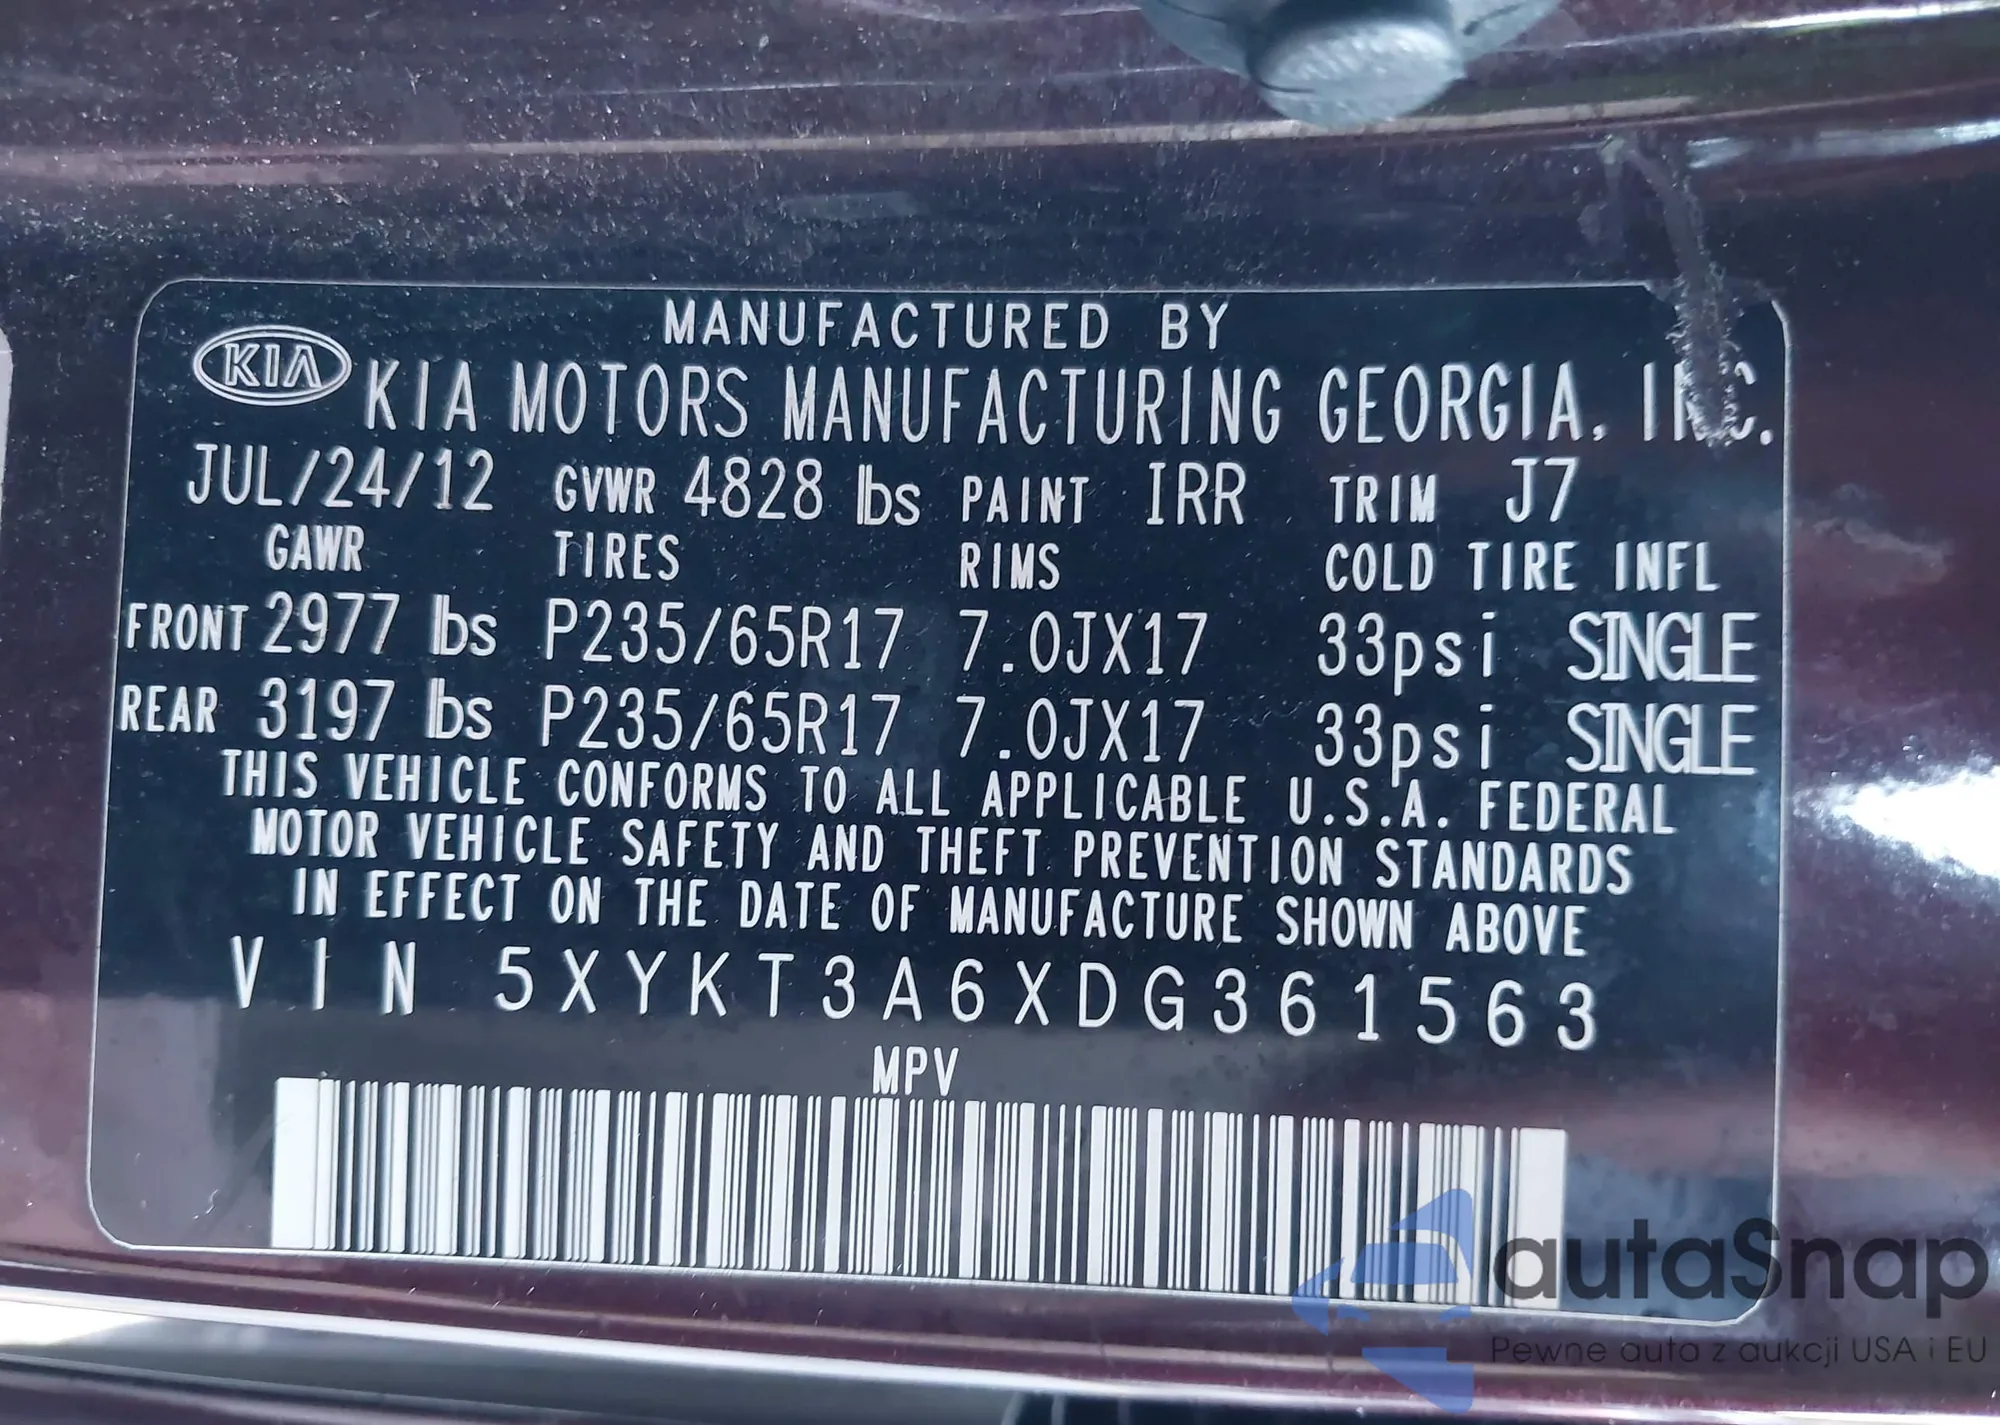 MANUFACTURED BY
KIA KIA MOTORS MANUFACTURING GEORGIA, INC.
JUL/24/12 GVWR 4828 lbs PAINT IRR TRIM J7
GAWR TIRES RIMS COLD TIRE INFL
FRONT 2977 lbs P235/65R17 7.0JX17 33psi SINGLE
REAR 3197 lbs P235/65R17 7.0JX17 33psi SINGLE
THIS VEHICLE CONFORMS TO ALL APPLICABLE U.S.A. FEDERAL
MOTOR VEHICLE SAFETY AND THEFT PREVENTION STANDARDS
IN EFFECT ON THE DATE OF MANUFACTURE SHOWN ABOVE
VIN 5XYKT3A6XDG361563
MPV
autaSnap
Pewne auta z aukcji USA i EU